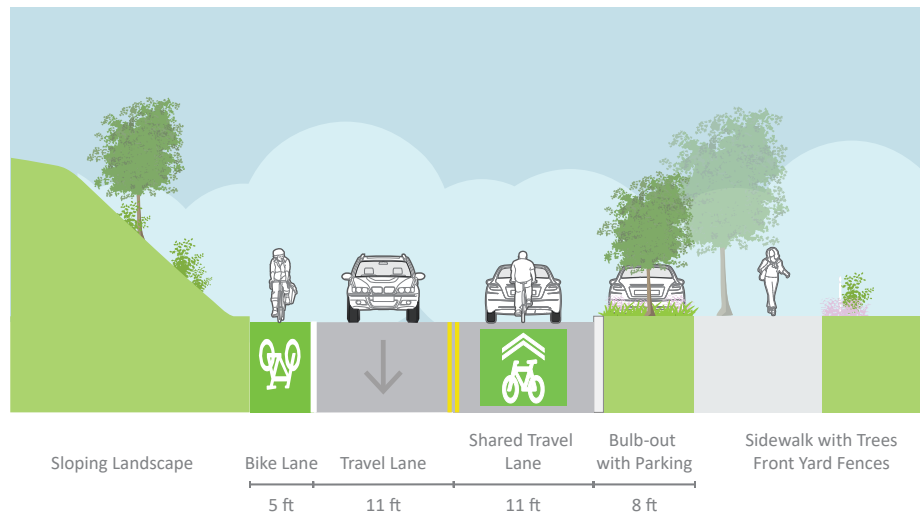 Sloping Landscape
Bike Lane
Travel Lane
Shared Travel
Lane
Bulb-out
with Parking
Sidewalk with Trees
Front Yard Fences
5 ft
11 ft
11 ft
8 ft